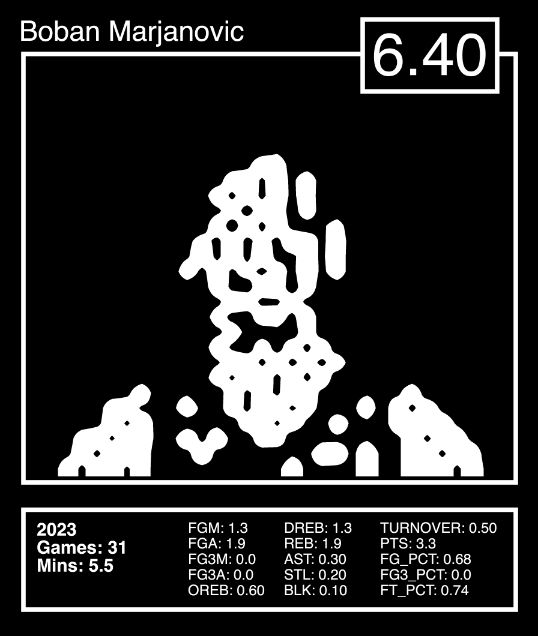 Boban Marjanovic
6.40
2023
Games: 31
Mins: 5.5
FGM: 1.3
FGA: 1.9
FG3M: 0.0
FG3A: 0.0
OREB: 0.60
DREB: 1.3
REB: 1.9
AST: 0.30
STL: 0.20
BLK: 0.10
TURNOVER: 0.50
PTS: 3.3
FG_PCT: 0.68
FG3_PCT: 0.0
FT_PCT: 0.74